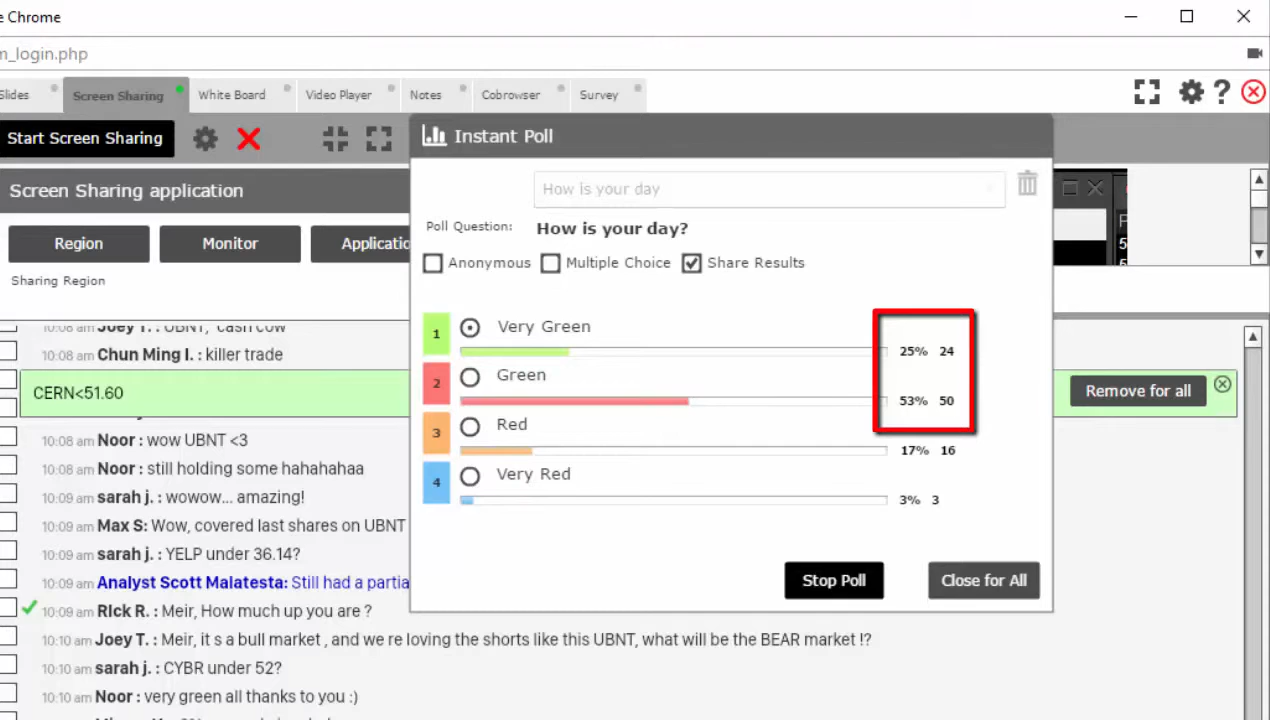 e Chrome
m_login.php
Slides
Screen Sharing
White Board
Video Player
Notes
Cobrowser
Survey
?
Start Screen Sharing
Instant Poll
Screen Sharing application
How is your day
Poll Question: How is your day?
Region
Monitor
Applicatio
Sharing Region
Anonymous
Multiple Choice
Share Results
1 Very Green
25% 24
2 Green
53% 50
3 Red
17% 16
4 Very Red
3% 3
Stop Poll
Close for All
10:08 am Joey T. : UBNT, cash cow
10:08 am Chun Ming I. : killer trade
CERN<51.60
Remove for all
10:08 am Noor : wow UBNT <3
10:08 am Noor : still holding some hahahahaa
10:09 am sarah j. : wowow... amazing!
10:09 am Max S: Wow, covered last shares on UBNT
10:09 am sarah j. : YELP under 36.14?
10:09 am Analyst Scott Malatesta: Still had a partia
10:09 am RIck R. : Meir, How much up you are ?
10:10 am Joey T. : Meir, it s a bull market , and we re loving the shorts like this UBNT, what will be the BEAR market !?
10:10 am sarah j. : CYBR under 52?
10:10 am Noor : very green all thanks to you :)